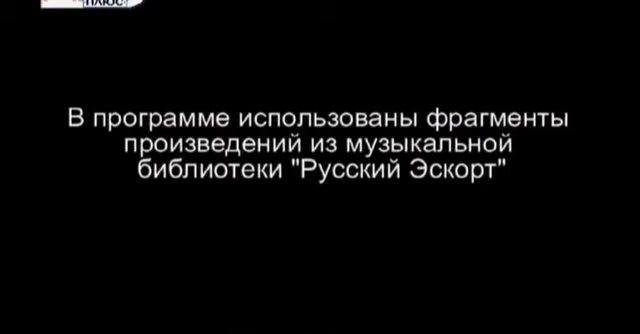 ПЛЮС
В программе использованы фрагменты
произведений из музыкальной
библиотеки "Русский Эскорт"